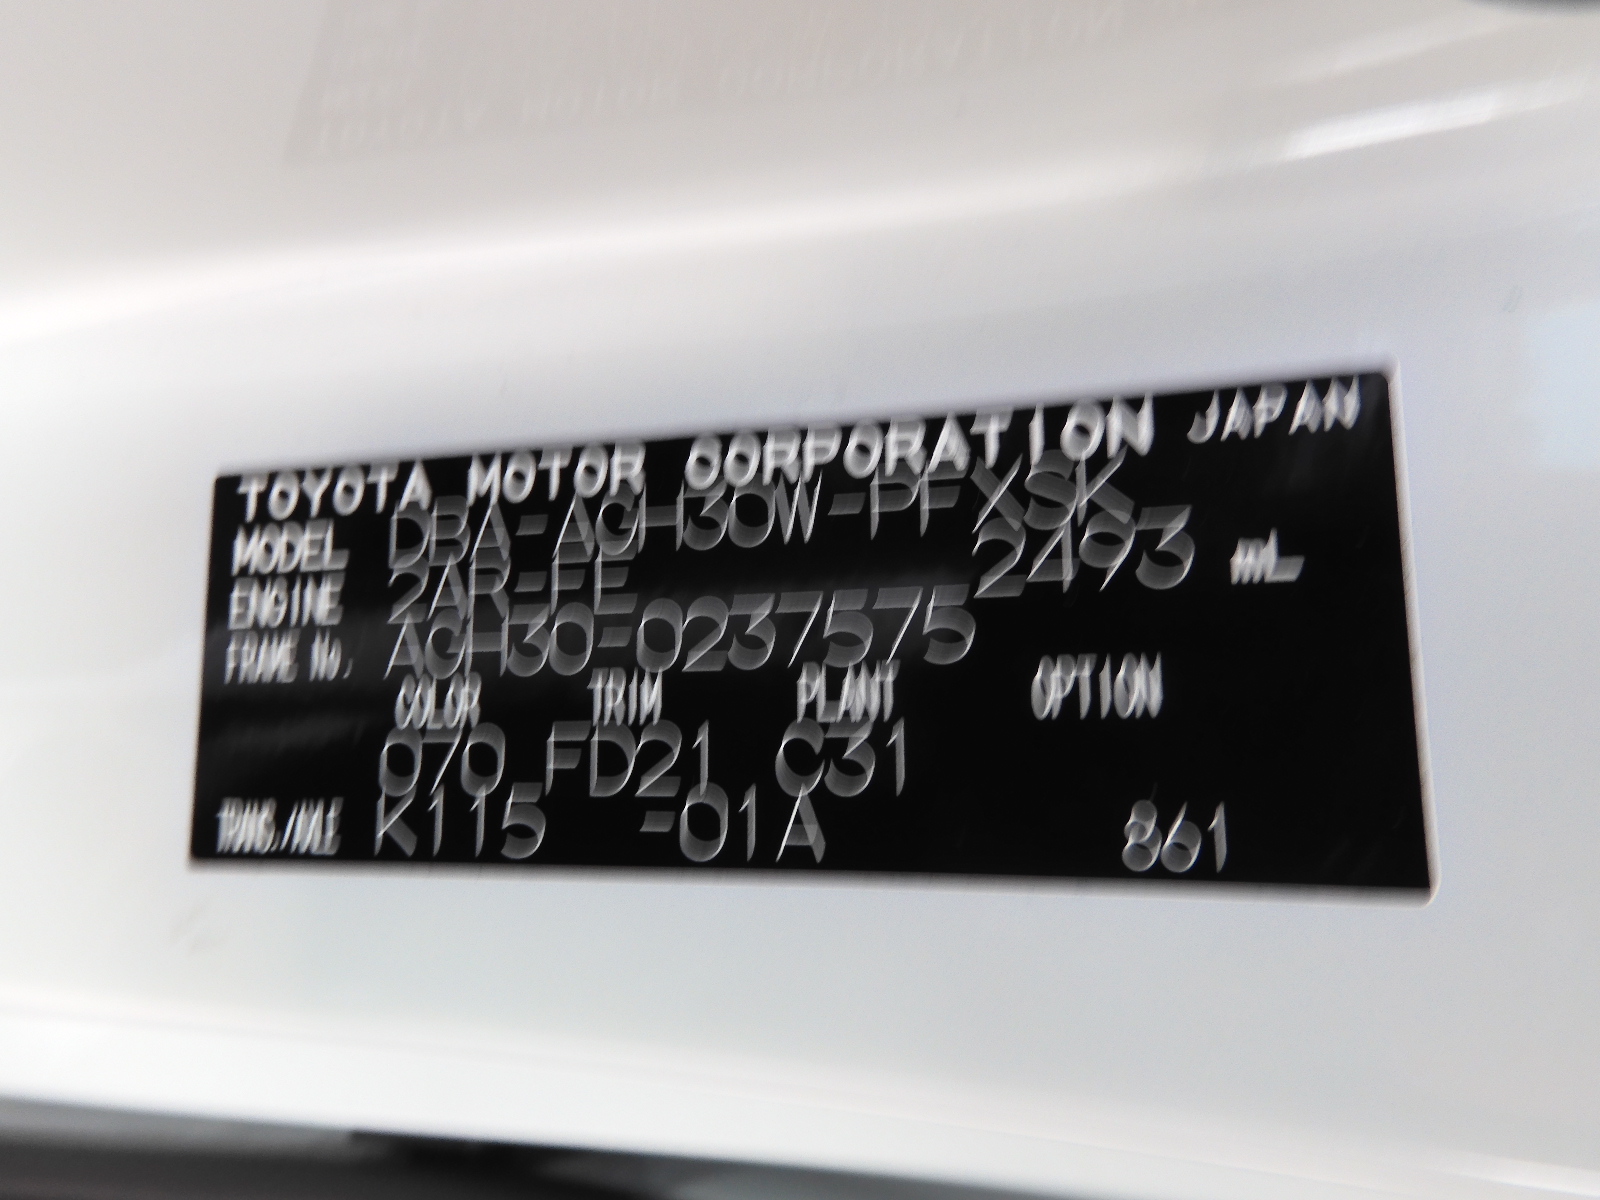 TOYOTA MOTOR CORPORATION JAPAN
MODEL DBA-AGH30W-PFXSK
ENGINE 2AR-FE 2493 mL
FRAME No. AGH30-0237575
COLOR TRIM PLANT OPTION
070 FD21 C31
TRANS./AXLE K115 -01A 861